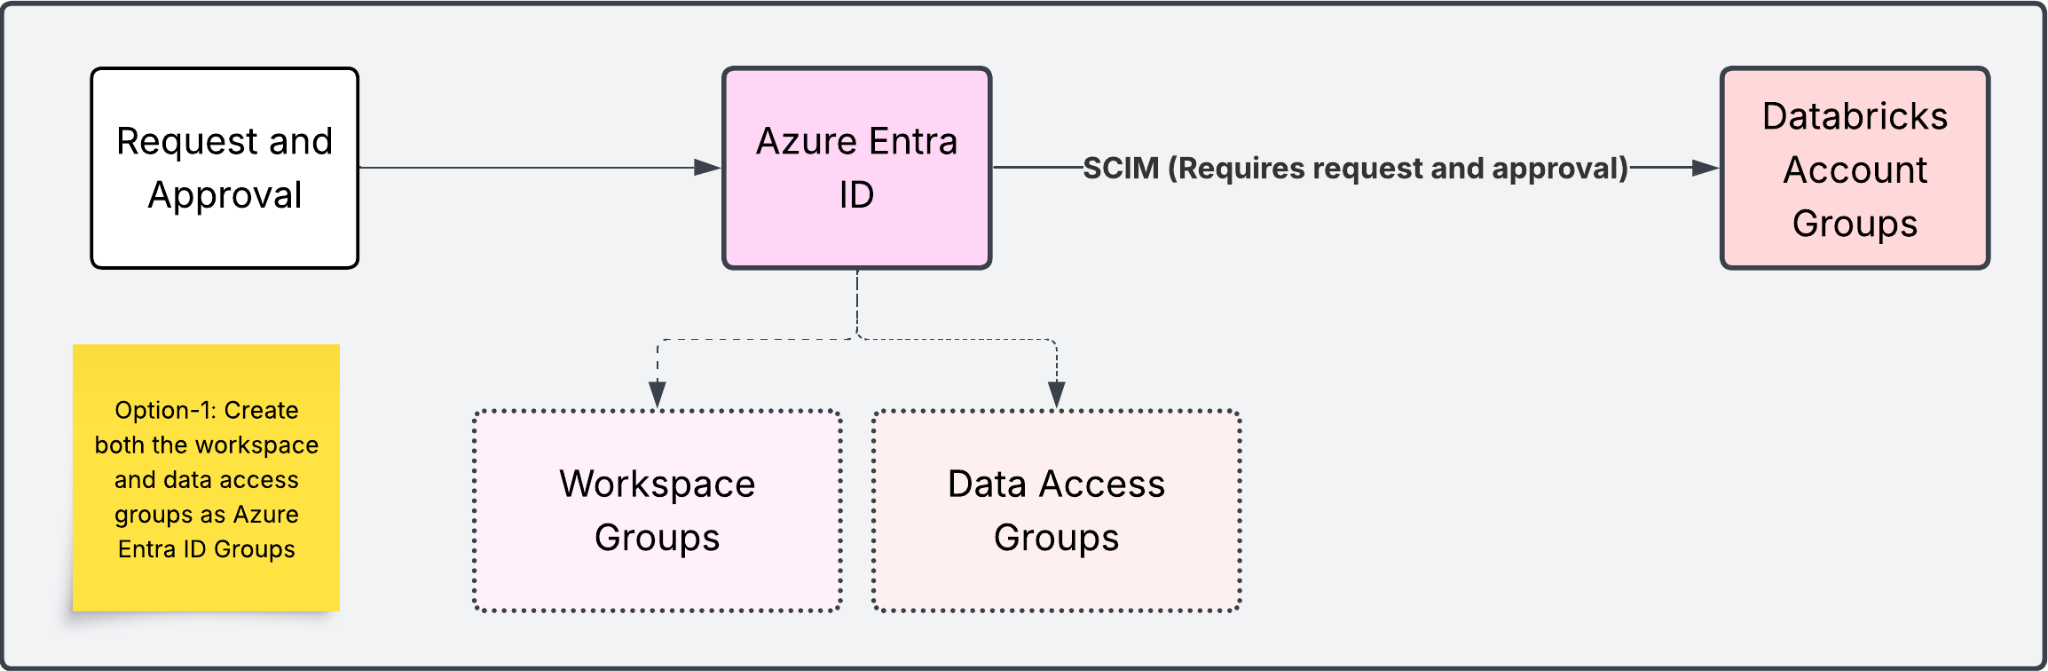 Request and
Approval
Azure Entra
ID
SCIM (Requires request and approval)
Databricks
Account
Groups
Option-1: Create
both the workspace
and data access
groups as Azure
Entra ID Groups
Workspace
Groups
Data Access
Groups